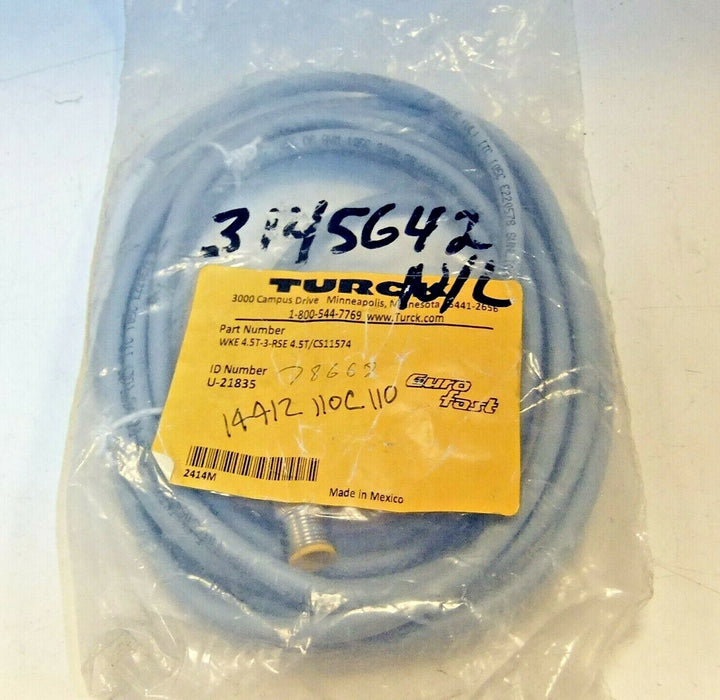 3145642
N/L
TURCK
3000 Campus Drive Minneapolis, Minnesota 55441-2656
1-800-544-7769 www.Turck.com
Part Number
WKE 4.5T-3-RSE 4.5T/CS11574
ID Number 78662
U-21835
euro fast
14412 110C 110
2414M
Made in Mexico
E220578